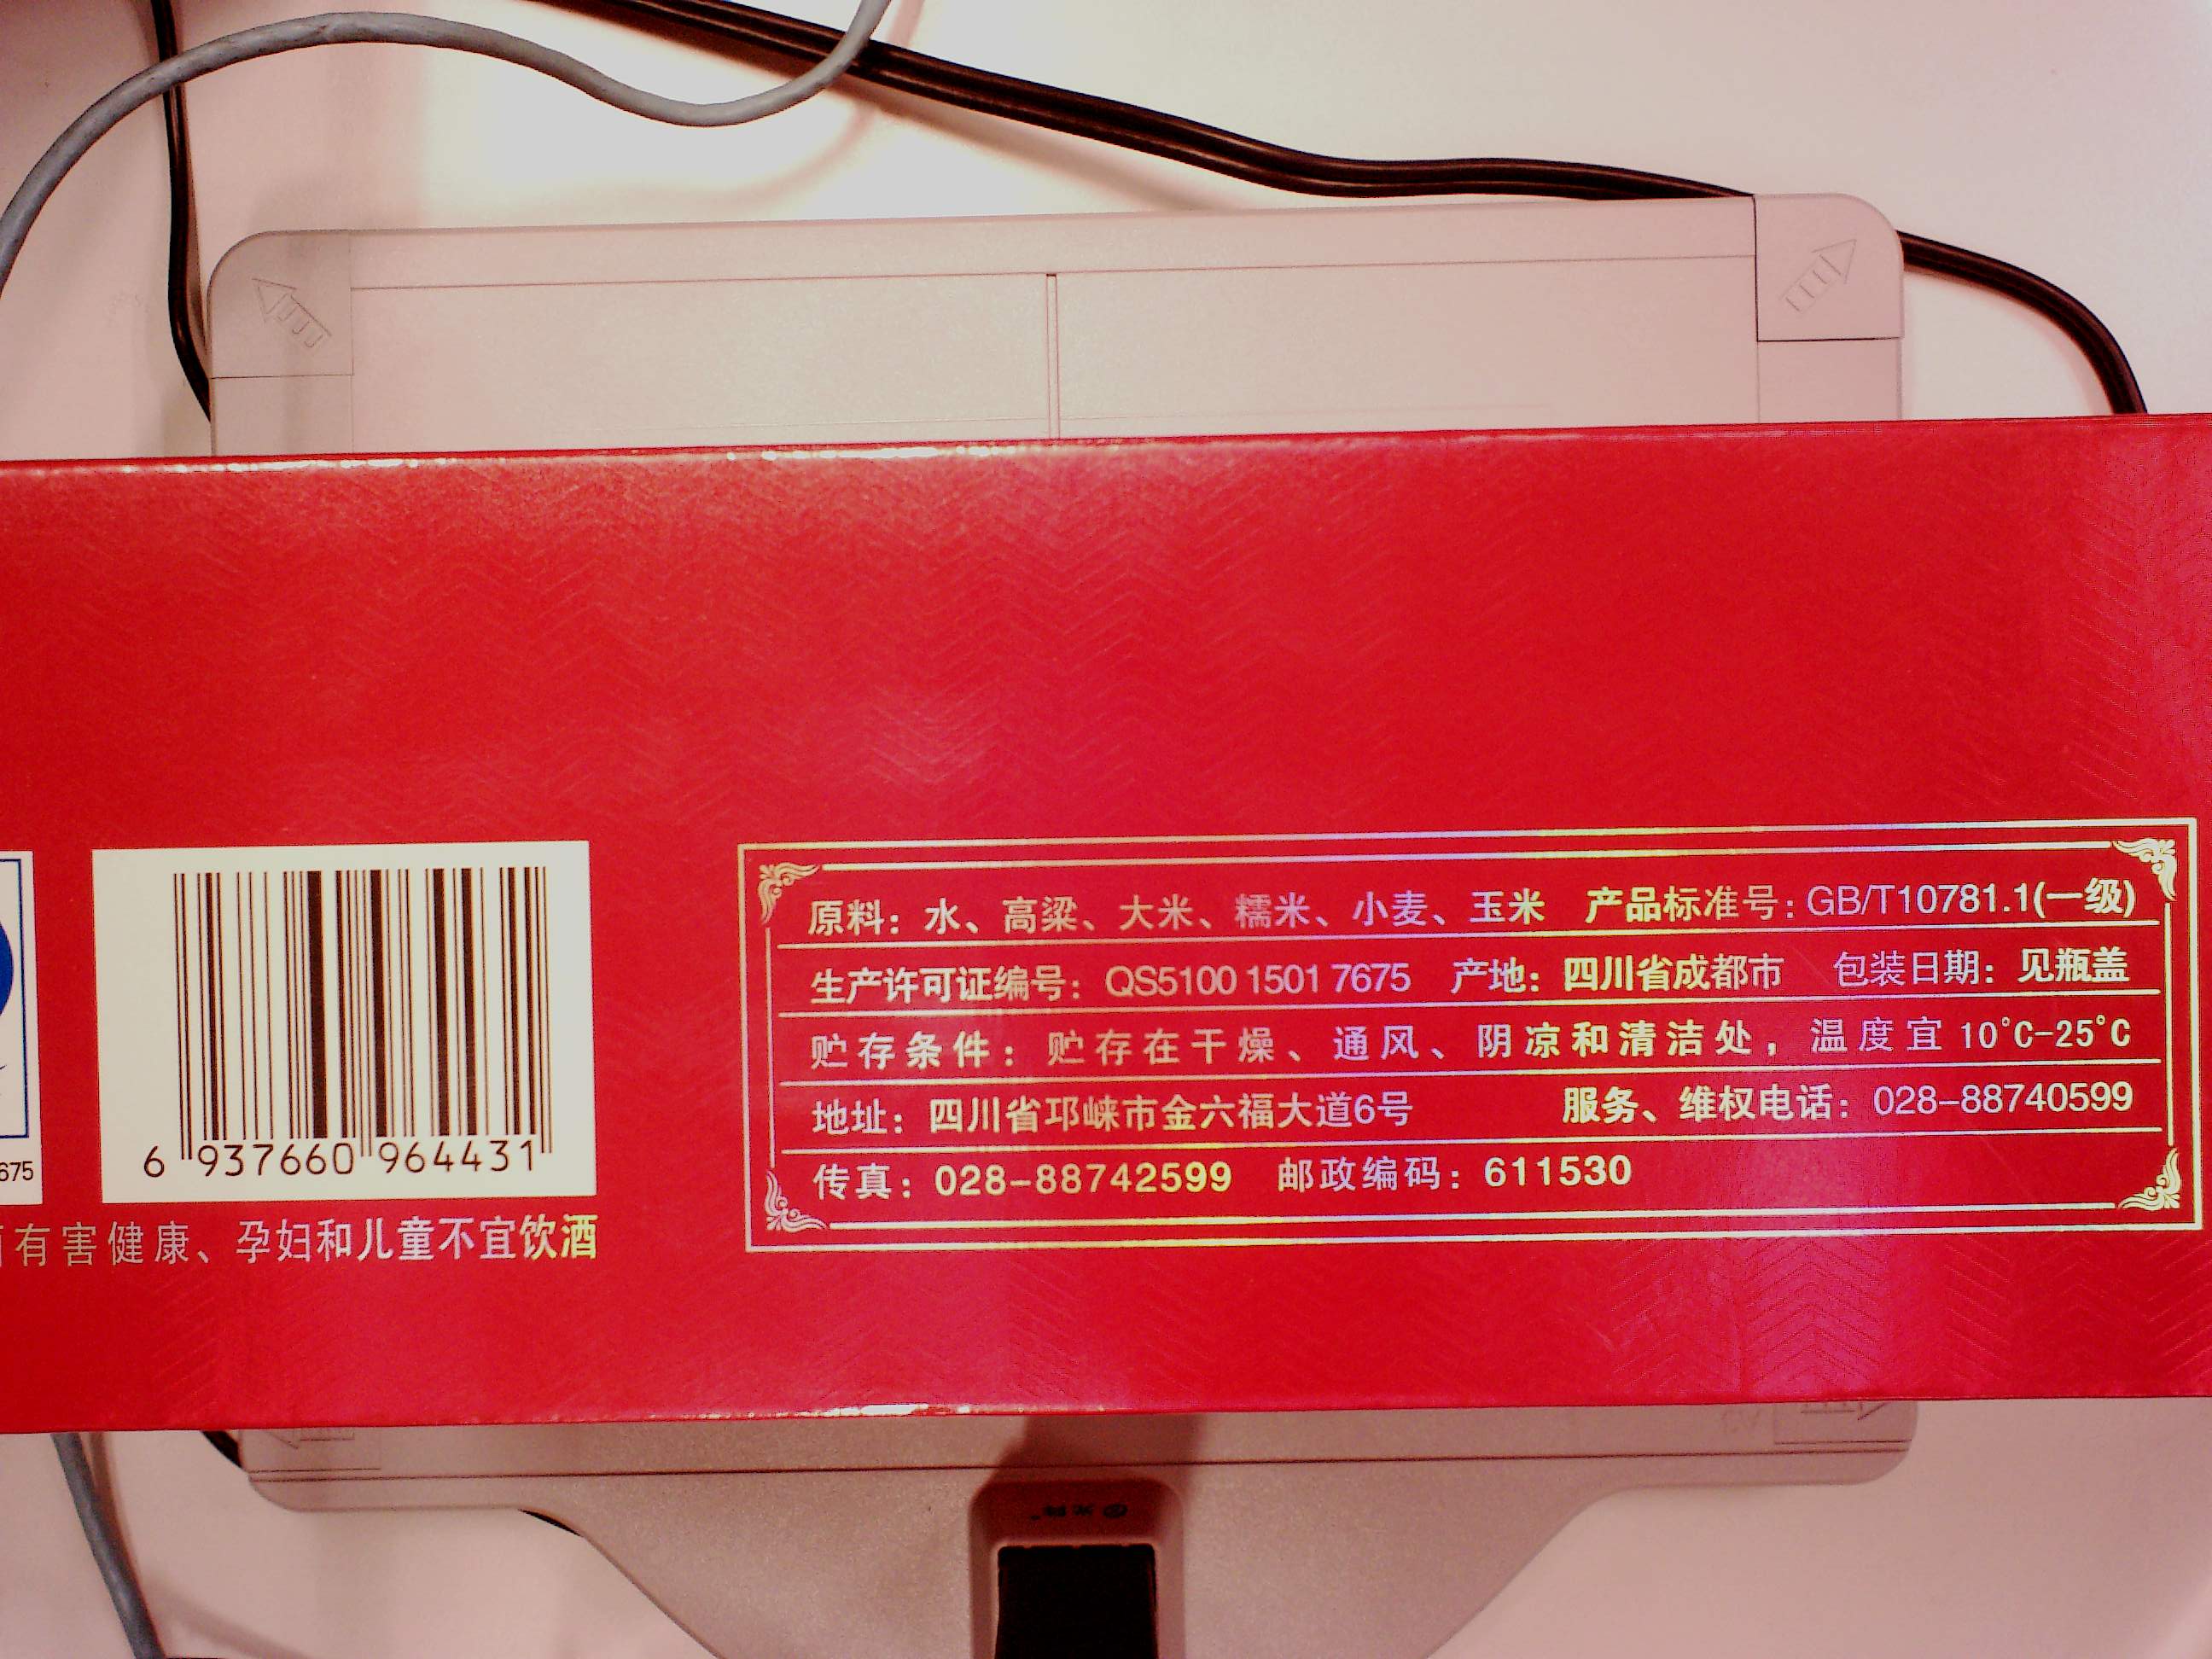 675
6 937660 964431
有害健康、孕妇和儿童不宜饮酒
原料：水、高粱、大米、糯米、小麦、玉米 产品标准号：GB/T10781.1(一级)
生产许可证编号：QS5100 1501 7675 产地：四川省成都市 包装日期：见瓶盖
贮存条件：贮存在干燥、通风、阴凉和清洁处，温度宜10°C-25°C
地址：四川省邛崃市金六福大道6号 服务、维权电话：028-88740599
传真：028-88742599 邮政编码：611530